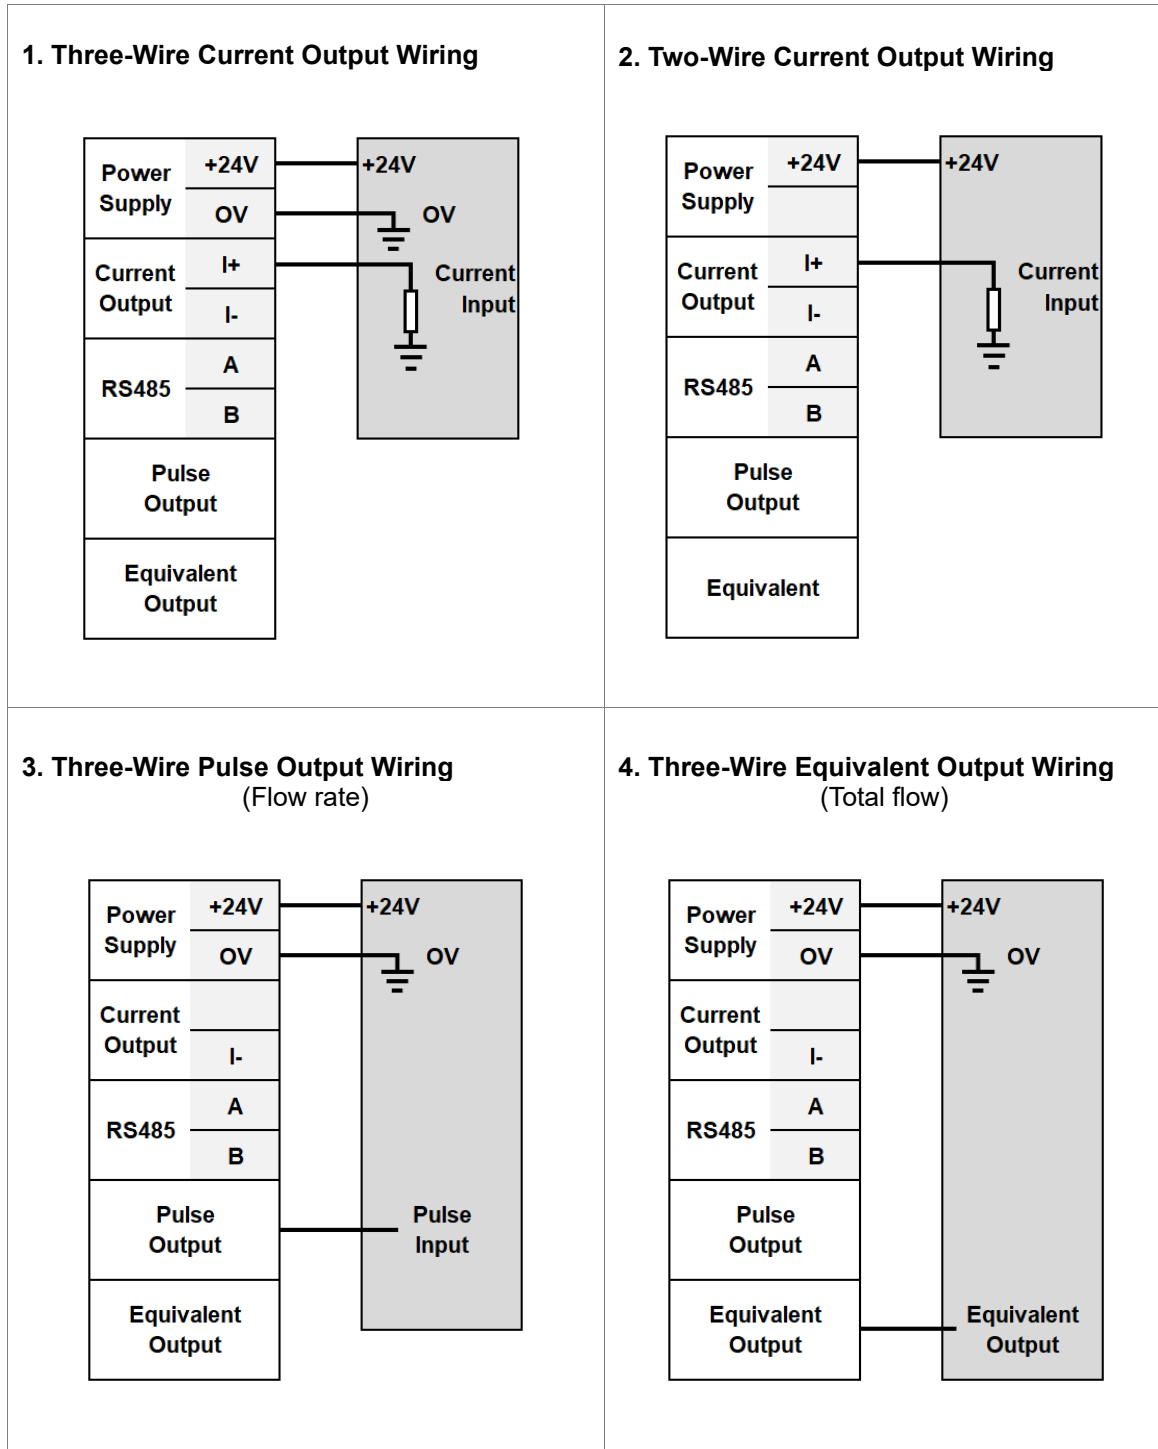 1. Three-Wire Current Output Wiring
Power
Supply
+24V
OV
Current
Output
I+
I-
RS485
A
B
Pulse
Output
Equivalent
Output
+24V
OV
Current
Input
2. Two-Wire Current Output Wiring
Power
Supply
+24V
Current
Output
I+
I-
RS485
A
B
Pulse
Output
Equivalent
+24V
Current
Input
3. Three-Wire Pulse Output Wiring
(Flow rate)
Power
Supply
+24V
OV
Current
Output
I-
RS485
A
B
Pulse
Output
Equivalent
Output
+24V
OV
Pulse
Input
4. Three-Wire Equivalent Output Wiring
(Total flow)
Power
Supply
+24V
OV
Current
Output
I-
RS485
A
B
Pulse
Output
Equivalent
Output
+24V
OV
Equivalent
Output